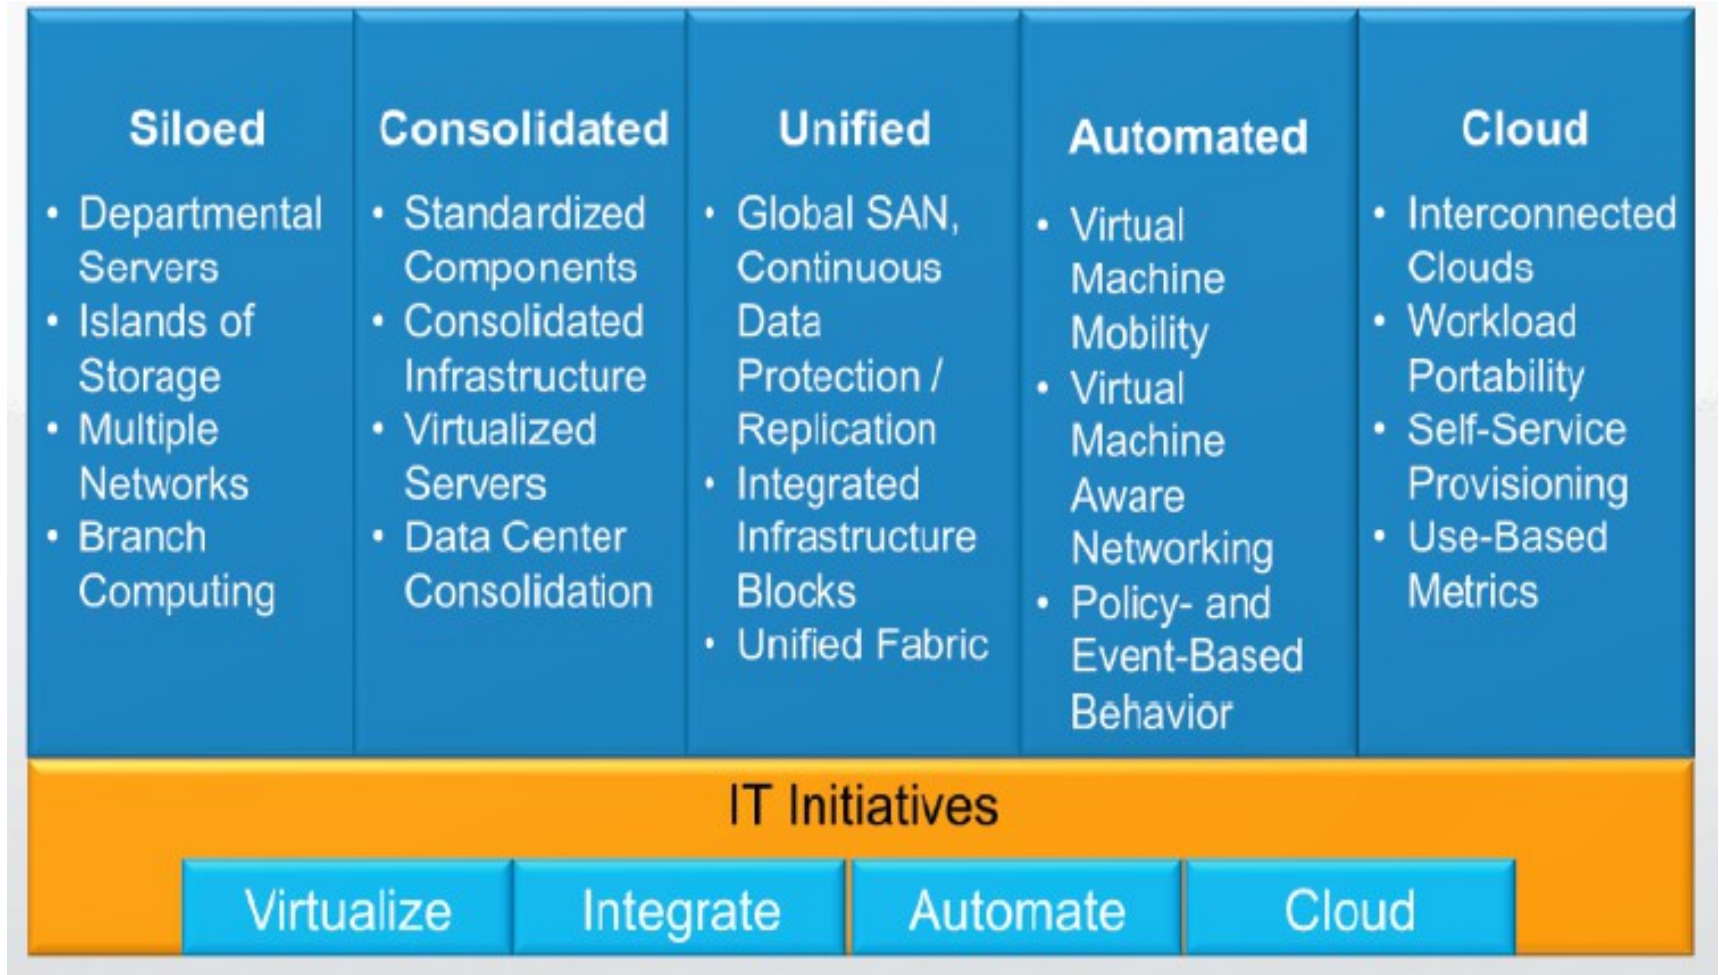 Siloed
• Departmental
Servers
• Islands of
Storage
• Multiple
Networks
• Branch
Computing
Consolidated
• Standardized
Components
• Consolidated
Infrastructure
• Virtualized
Servers
• Data Center
Consolidation
Unified
• Global SAN,
Continuous
Data
Protection /
Replication
• Integrated
Infrastructure
Blocks
• Unified Fabric
Automated
• Virtual
Machine
Mobility
• Virtual
Machine
Aware
Networking
• Policy- and
Event-Based
Behavior
Cloud
• Interconnected
Clouds
• Workload
Portability
• Self-Service
Provisioning
• Use-Based
Metrics
IT Initiatives
Virtualize
Integrate
Automate
Cloud